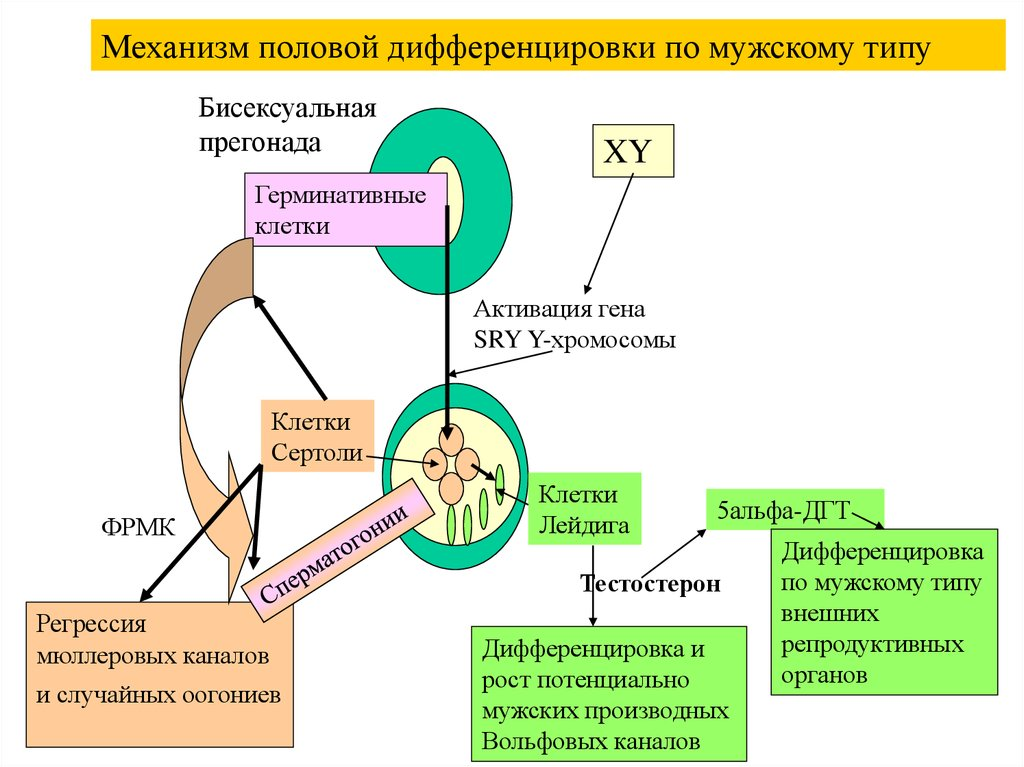 Механизм половой дифференцировки по мужскому типу
Бисексуальная
прегонада
XY
Герминативные
клетки
Активация гена
SRY Y-хромосомы
Клетки
Сертоли
Клетки
Лейдига
5альфа-ДГТ
ФРМК
Сперматогонии
Тестостерон
Дифференцировка
по мужскому типу
внешних
репродуктивных
органов
Регрессия
мюллеровых каналов
и случайных оогониев
Дифференцировка и
рост потенциально
мужских производных
Вольфовых каналов